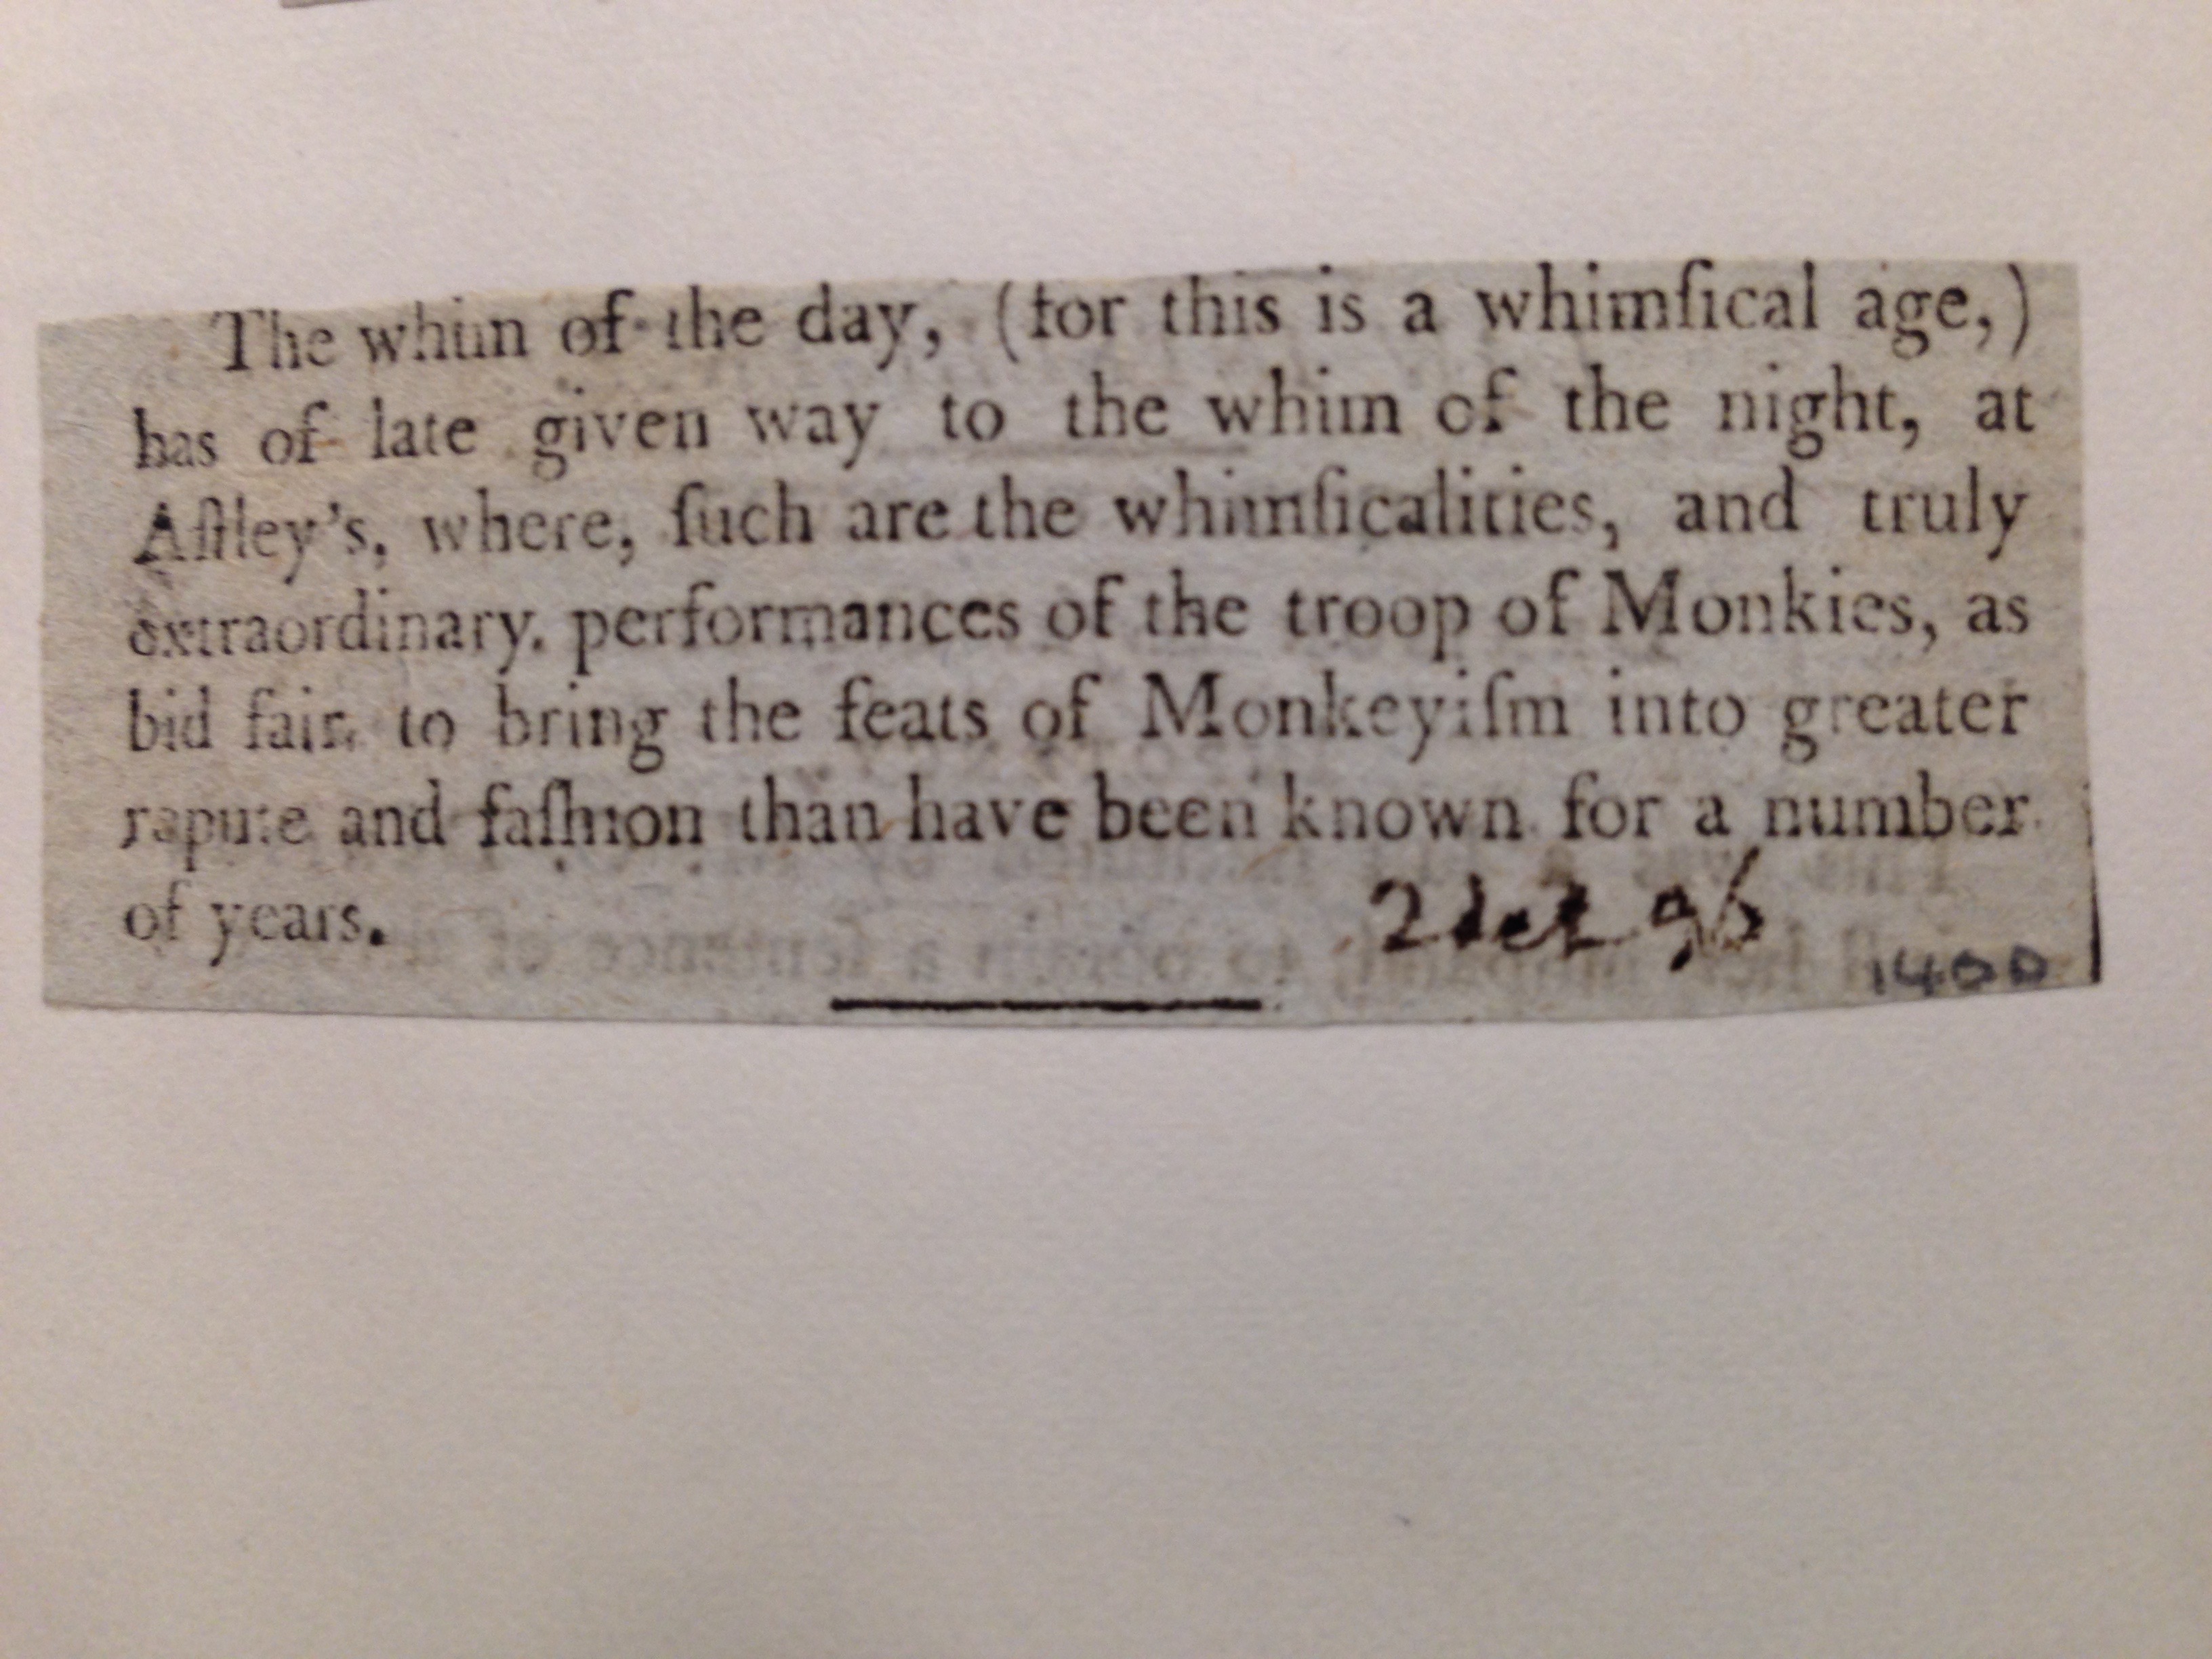 The whim of the day, (for this is a whimſical age,)
has of late given way to the whim of the night, at
Aſtley's, where, ſuch are the whimſicalities, and truly
extraordinary. performances of the troop of Monkies, as
bid fair. to bring the feats of Monkeyiſm into greater
rapute and faſhion than have been known for a number
of years.
96
1400